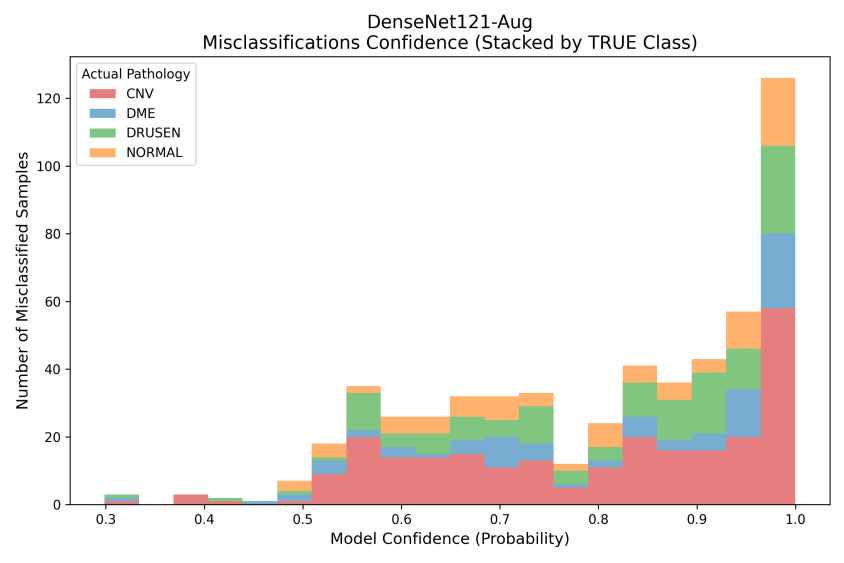 DenseNet121-Aug
Misclassifications Confidence (Stacked by TRUE Class)
Actual Pathology
CNV
DME
DRUSEN
NORMAL
Number of Misclassified Samples
120
100
80
60
40
20
0
0.3 0.4 0.5 0.6 0.7 0.8 0.9 1.0
Model Confidence (Probability)